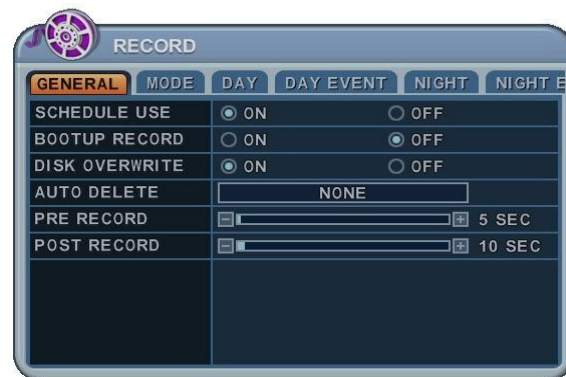 RECORD
GENERAL MODE DAY DAY EVENT NIGHT NIGHT E
SCHEDULE USE ON OFF
BOOTUP RECORD ON OFF
DISK OVERWRITE ON OFF
AUTO DELETE NONE
PRE RECORD 5 SEC
POST RECORD 10 SEC